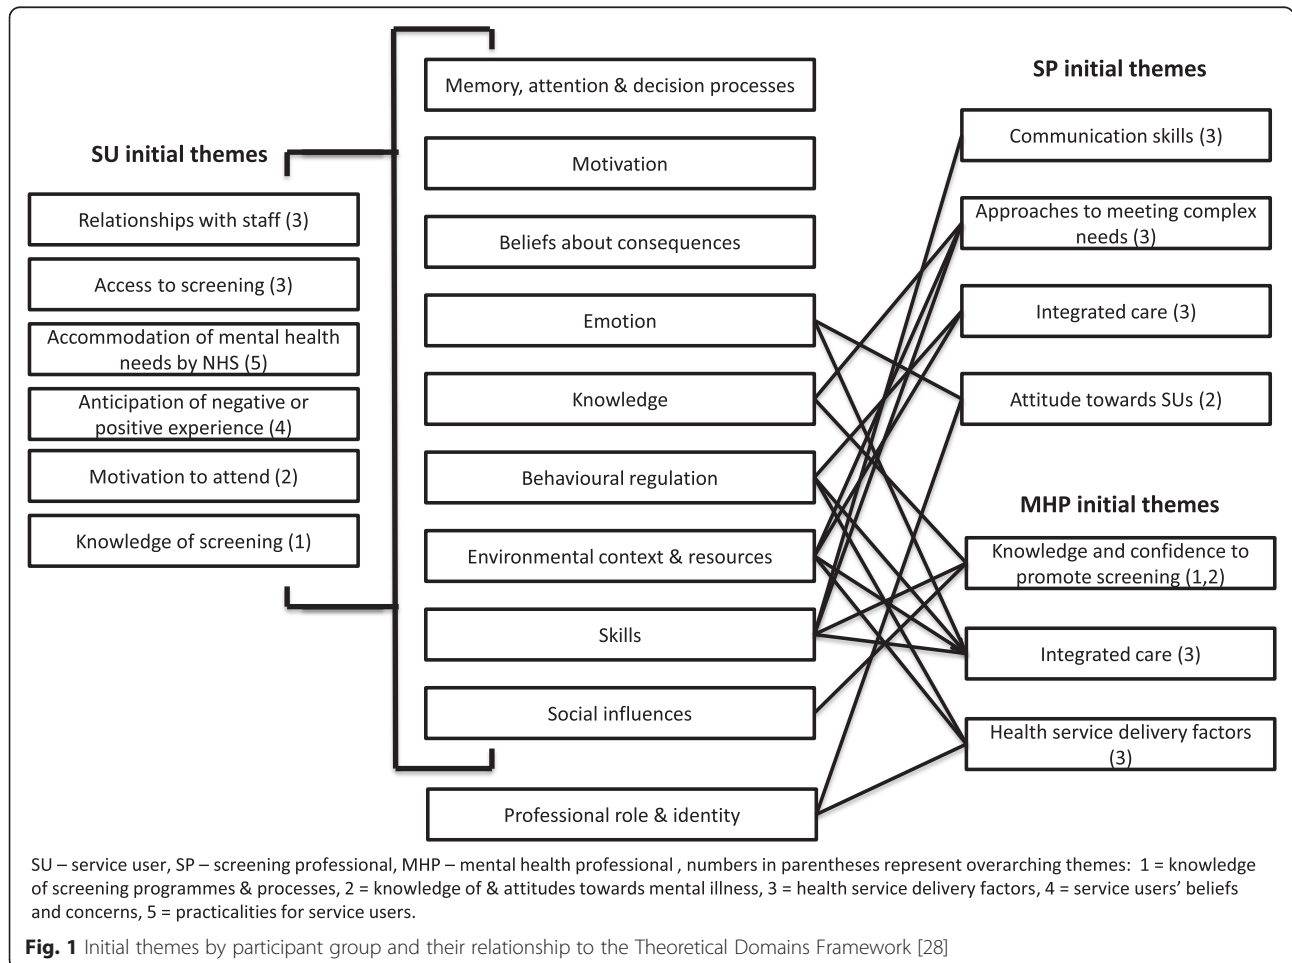 SU initial themes
Relationships with staff (3)
Access to screening (3)
Accommodation of mental health
needs by NHS (5)
Anticipation of negative or
positive experience (4)
Motivation to attend (2)
Knowledge of screening (1)
Memory, attention & decision processes
Motivation
Beliefs about consequences
Emotion
Knowledge
Behavioural regulation
Environmental context & resources
Skills
Social influences
Professional role & identity
SP initial themes
Communication skills (3)
Approaches to meeting complex
needs (3)
Integrated care (3)
Attitude towards SUs (2)
MHP initial themes
Knowledge and confidence to
promote screening (1,2)
Integrated care (3)
Health service delivery factors
(3)
SU – service user, SP – screening professional, MHP – mental health professional , numbers in parentheses represent overarching themes: 1 = knowledge
of screening programmes & processes, 2 = knowledge of & attitudes towards mental illness, 3 = health service delivery factors, 4 = service users’ beliefs
and concerns, 5 = practicalities for service users.
Fig. 1 Initial themes by participant group and their relationship to the Theoretical Domains Framework [28]